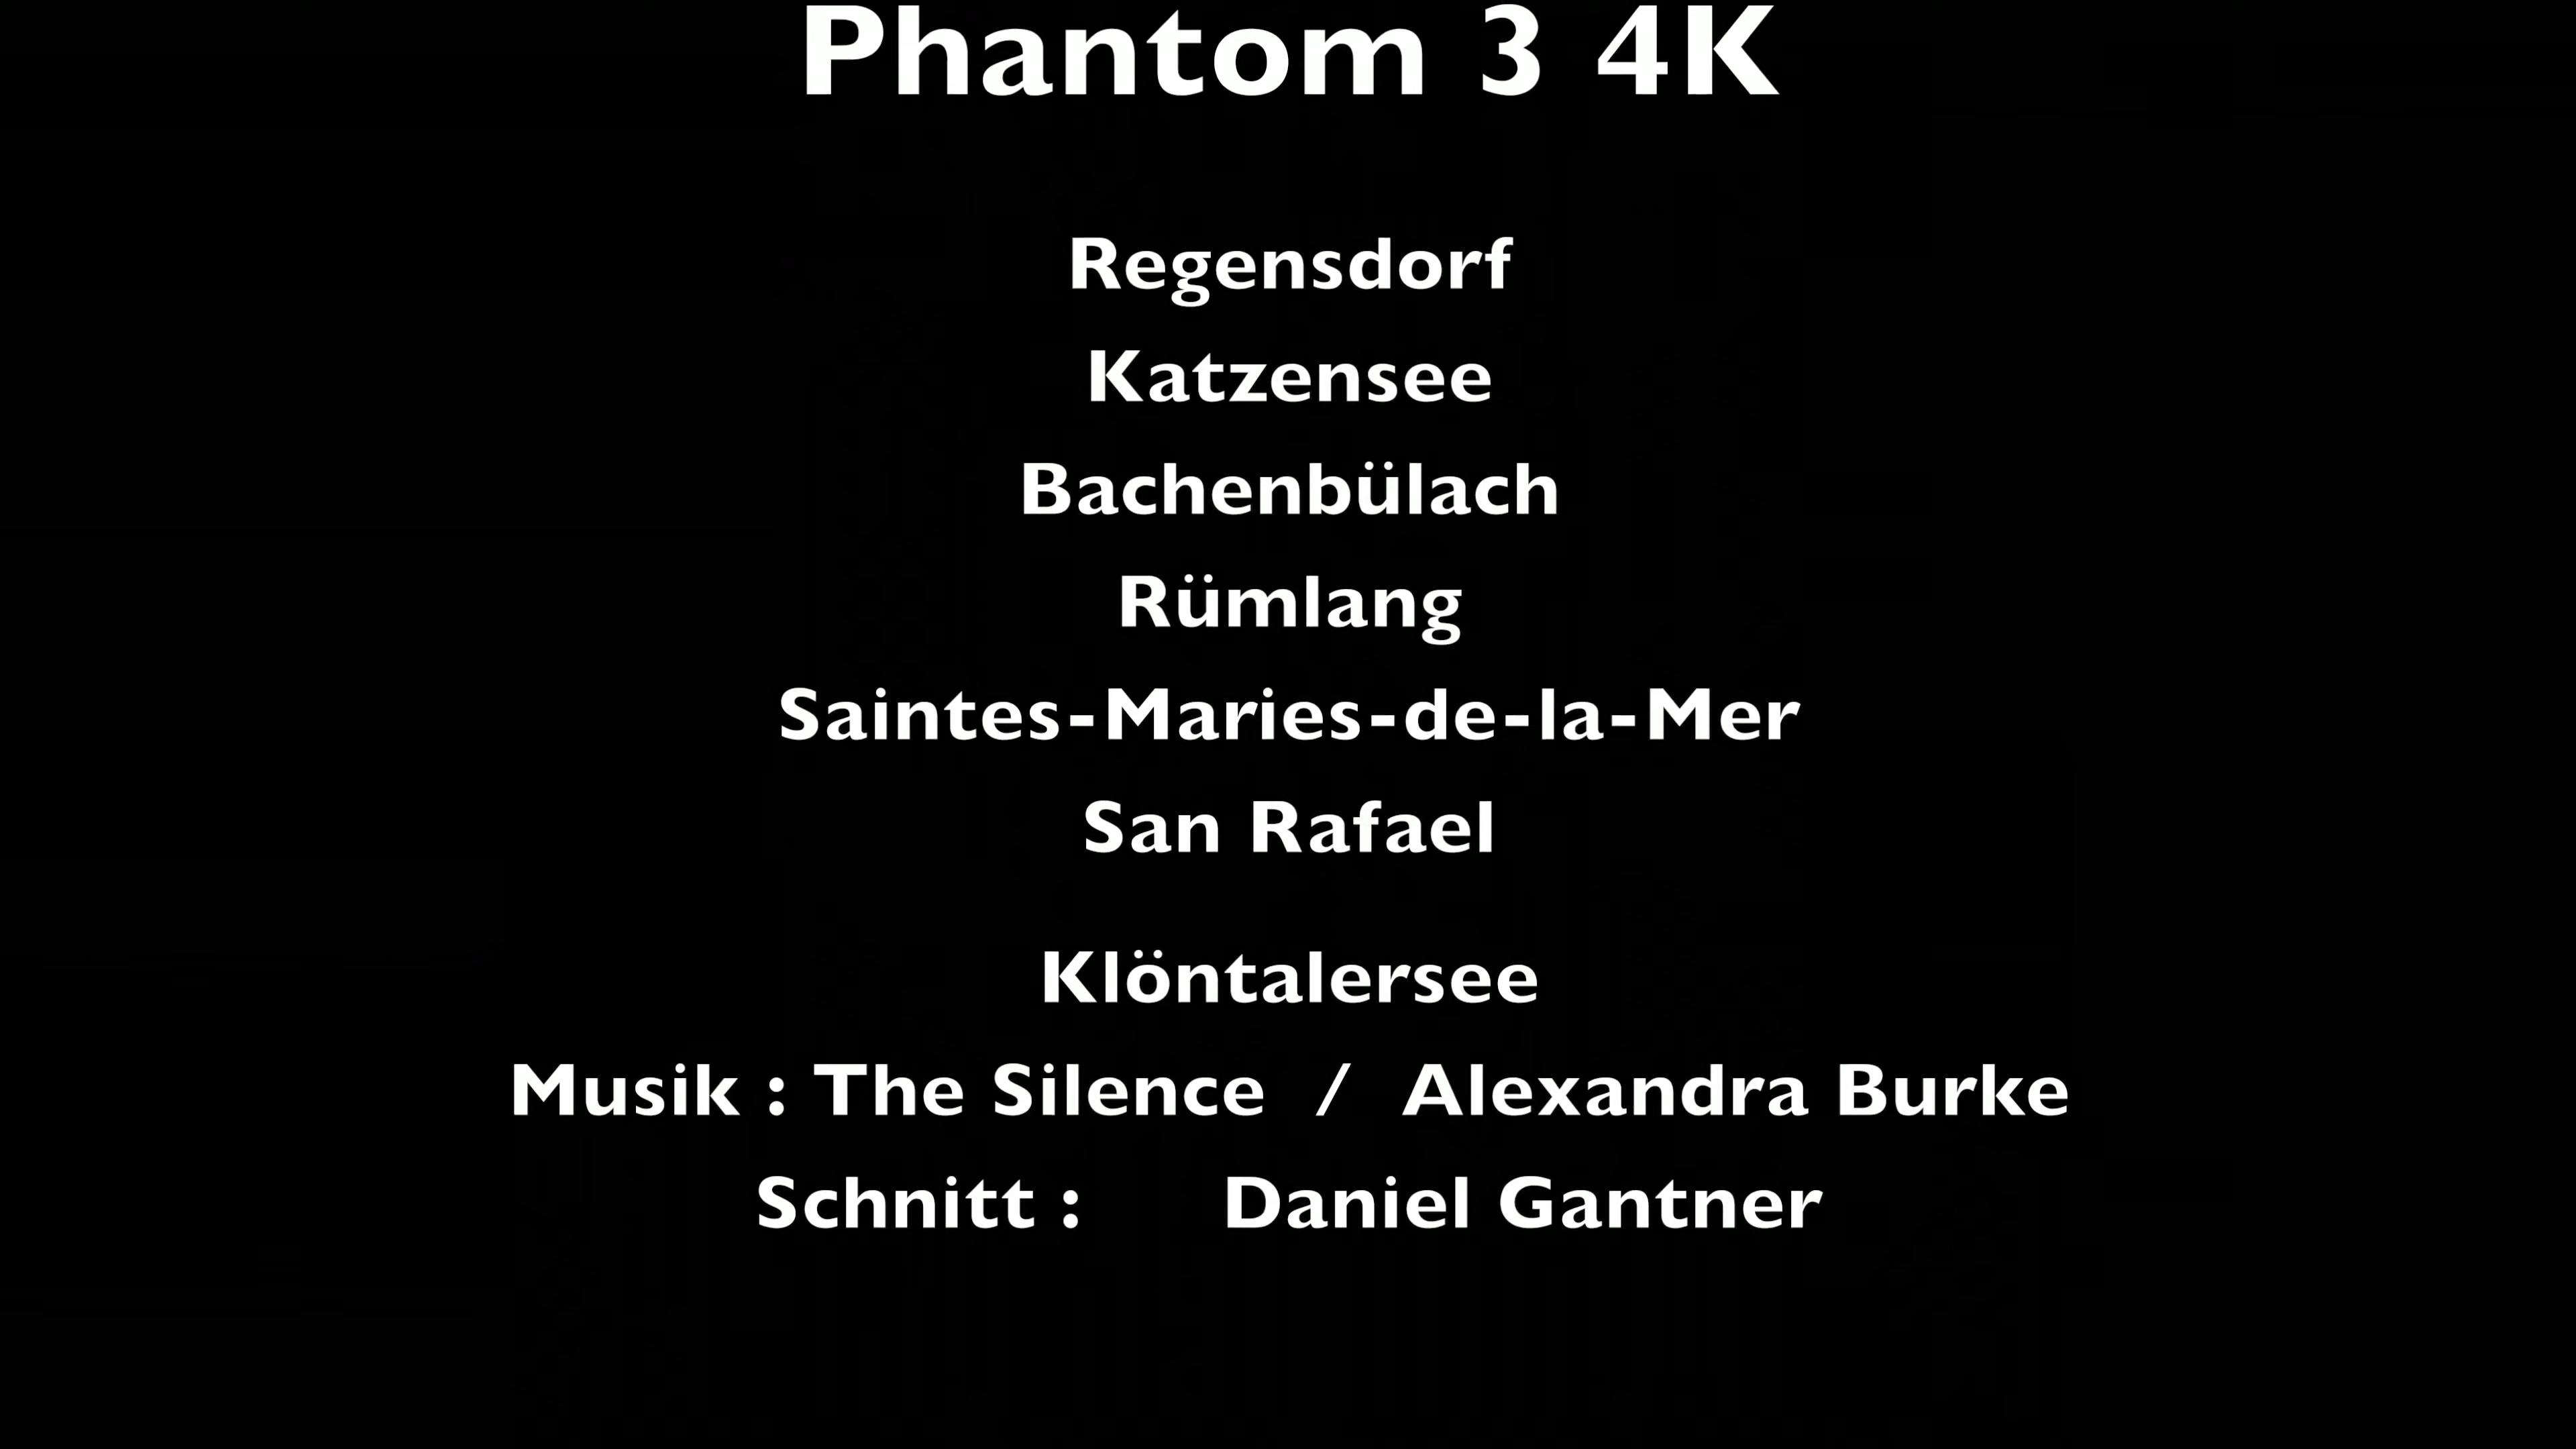 Phantom 3 4K
Regensdorf
Katzensee
Bachenbülach
Rümlang
Saintes-Maries-de-la-Mer
San Rafael
Klöntalersee
Musik : The Silence / Alexandra Burke
Schnitt : Daniel Gantner